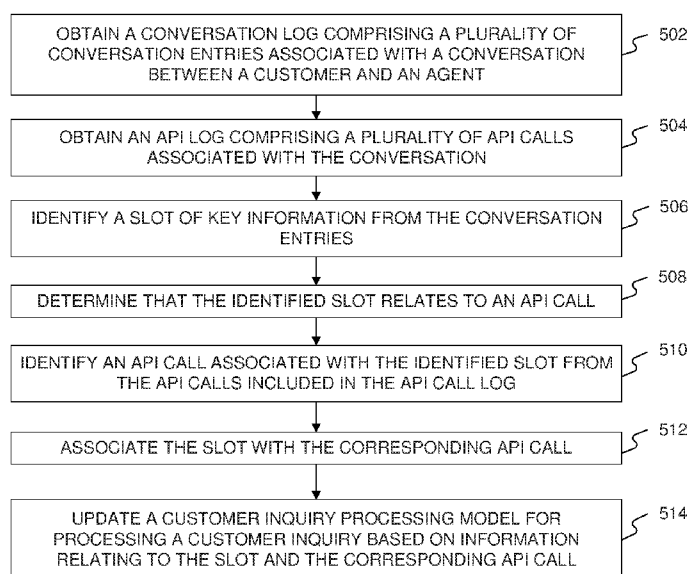 OBTAIN A CONVERSATION LOG COMPRISING A PLURALITY OF
CONVERSATION ENTRIES ASSOCIATED WITH A CONVERSATION
BETWEEN A CUSTOMER AND AN AGENT
502
OBTAIN AN API LOG COMPRISING A PLURALITY OF API CALLS
ASSOCIATED WITH THE CONVERSATION
504
IDENTIFY A SLOT OF KEY INFORMATION FROM THE CONVERSATION
ENTRIES
506
DETERMINE THAT THE IDENTIFIED SLOT RELATES TO AN API CALL
508
IDENTIFY AN API CALL ASSOCIATED WITH THE IDENTIFIED SLOT FROM
THE API CALLS INCLUDED IN THE API CALL LOG
510
ASSOCIATE THE SLOT WITH THE CORRESPONDING API CALL
512
UPDATE A CUSTOMER INQUIRY PROCESSING MODEL FOR
PROCESSING A CUSTOMER INQUIRY BASED ON INFORMATION
RELATING TO THE SLOT AND THE CORRESPONDING API CALL
514